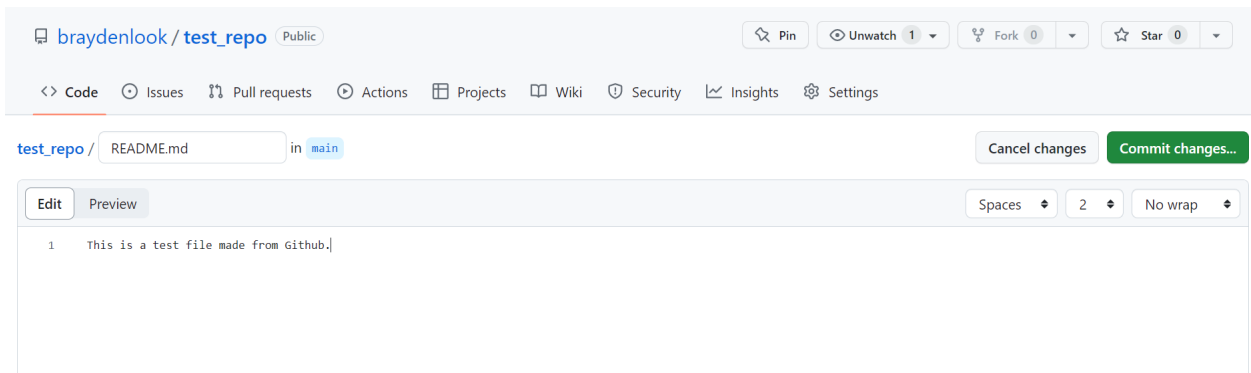 braydenlook / test_repo Public Pin Unwatch 1 Fork 0 Star 0
<> Code Issues Pull requests Actions Projects Wiki Security Insights Settings
test_repo / README.md in main Cancel changes Commit changes...
Edit Preview Spaces 2 No wrap
1 This is a test file made from Github.